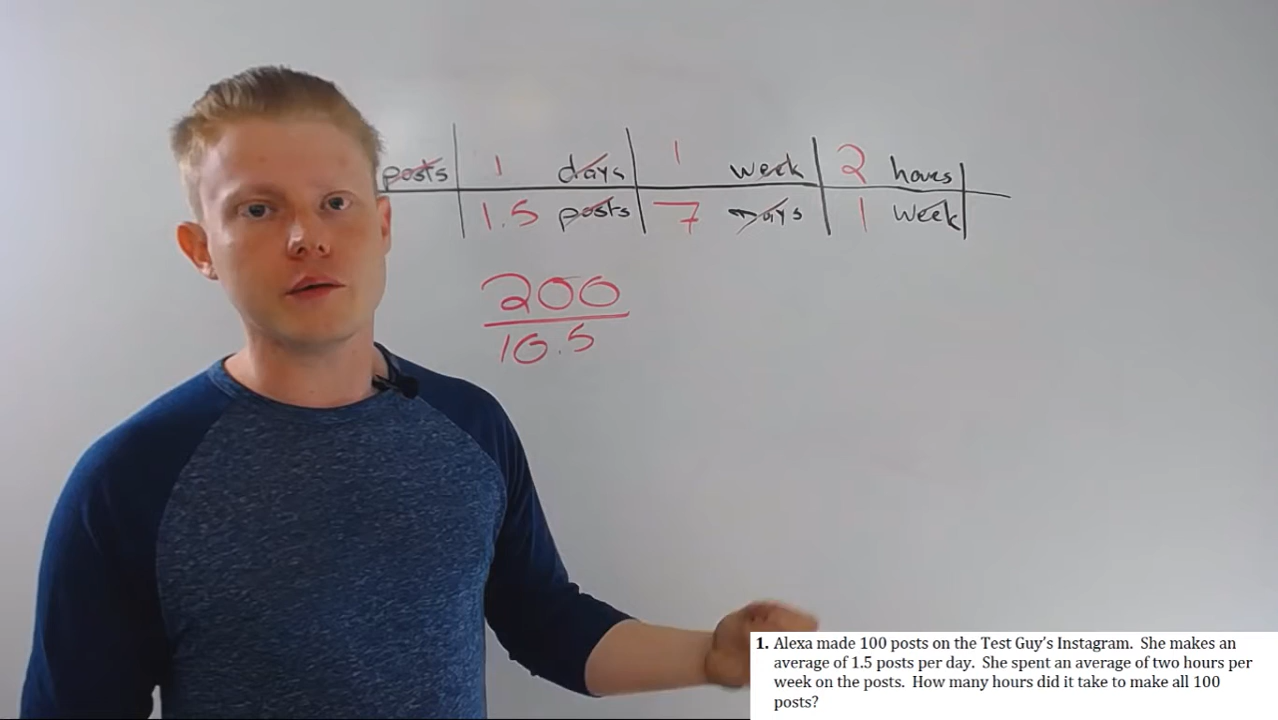 posts 1 days 1 week 2 hours
1.5 posts 7 days 1 week
200
10.5
1. Alexa made 100 posts on the Test Guy's Instagram. She makes an
average of 1.5 posts per day. She spent an average of two hours per
week on the posts. How many hours did it take to make all 100
posts?